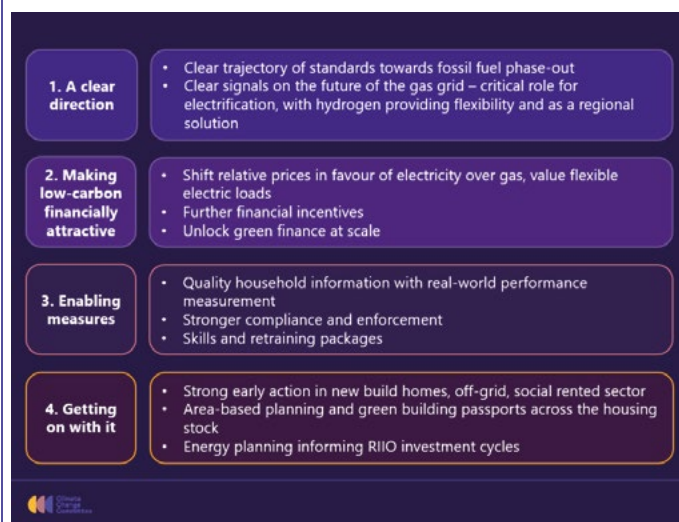 1. A clear
direction
• Clear trajectory of standards towards fossil fuel phase-out
• Clear signals on the future of the gas grid – critical role for
electrification, with hydrogen providing flexibility and as a regional
solution
2. Making
low-carbon
financially
attractive
• Shift relative prices in favour of electricity over gas, value flexible
electric loads
• Further financial incentives
• Unlock green finance at scale
3. Enabling
measures
• Quality household information with real-world performance
measurement
• Stronger compliance and enforcement
• Skills and retraining packages
4. Getting
on with it
• Strong early action in new build homes, off-grid, social rented sector
• Area-based planning and green building passports across the housing
stock
• Energy planning informing RIIO investment cycles
Climate
Change
Committee